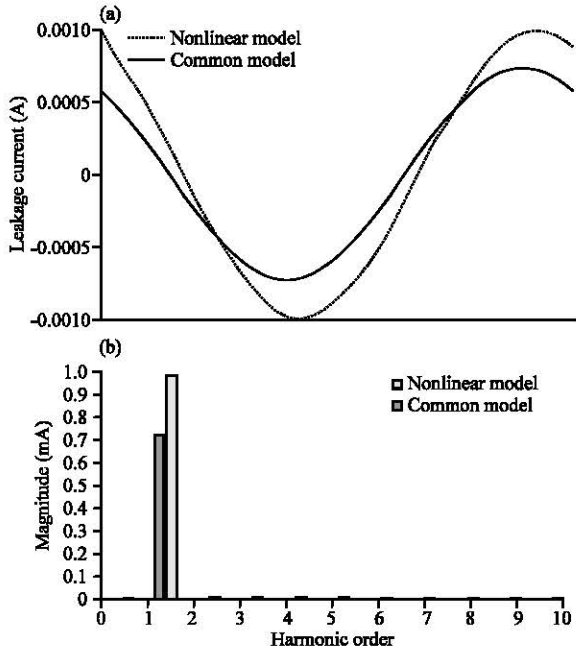 (a)
0.0010
Nonlinear model
Common model
0.0005
0
-0.0005
-0.0010
Leakage current (A)
(b)
1.0
0.9
0.8
0.7
0.6
0.5
0.4
0.3
0.2
0.1
0
Magnitude (mA)
Nonlinear model
Common model
0 1 2 3 4 5 6 7 8 9 10
Harmonic order